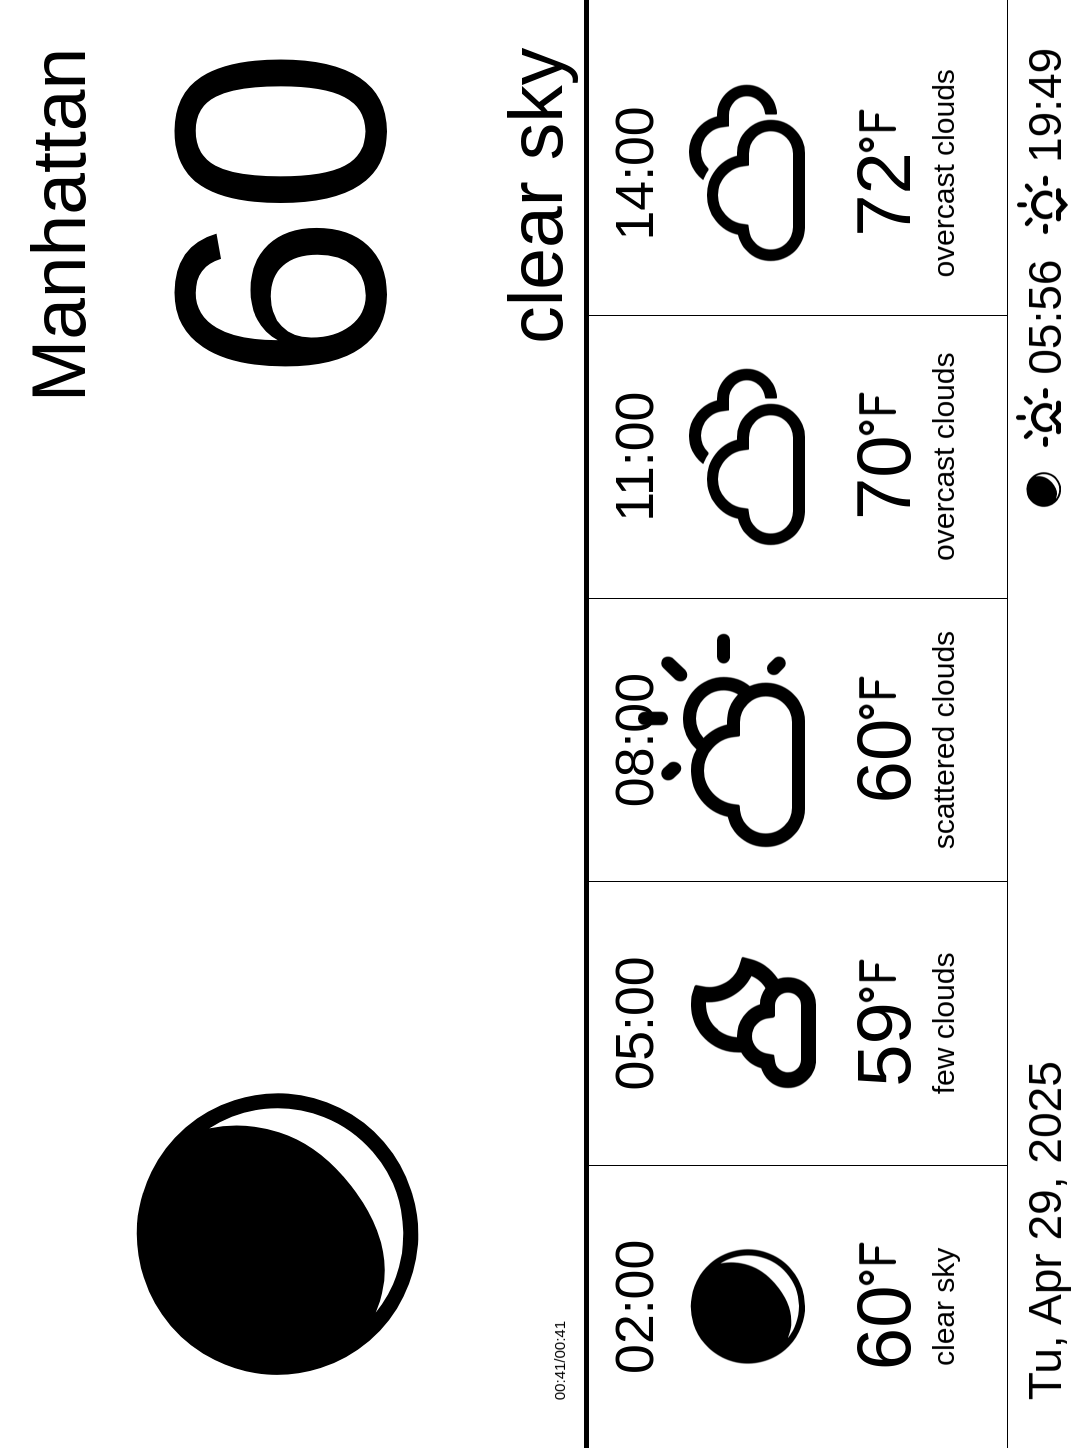 Manhattan
60
clear sky
00:41/00:41
02:00
60°F
clear sky
05:00
59°F
few clouds
08:00
60°F
scattered clouds
11:00
70°F
overcast clouds
14:00
72°F
overcast clouds
Tu, Apr 29, 2025
05:56
19:49